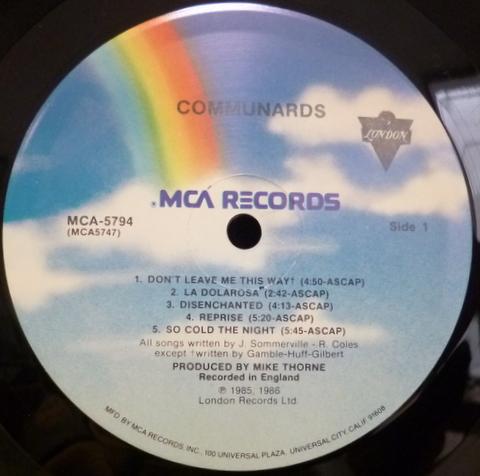 COMMUNARDS
LONDON
MCA RECORDS
MCA-5794
(MCA5747)
Side 1
1. DON'T LEAVE ME THIS WAY† (4:50-ASCAP)
2. LA DOLAROSA" (2:42-ASCAP)
3. DISENCHANTED (4:13-ASCAP)
4. REPRISE (5:20-ASCAP)
5. SO COLD THE NIGHT (5:45-ASCAP)
All songs written by J. Sommerville - R. Coles
except †written by Gamble-Huff-Gilbert
PRODUCED BY MIKE THORNE
Recorded in England
℗ 1985, 1986
London Records Ltd.
MFD BY MCA RECORDS, INC., 100 UNIVERSAL PLAZA, UNIVERSAL CITY, CALIF 91608